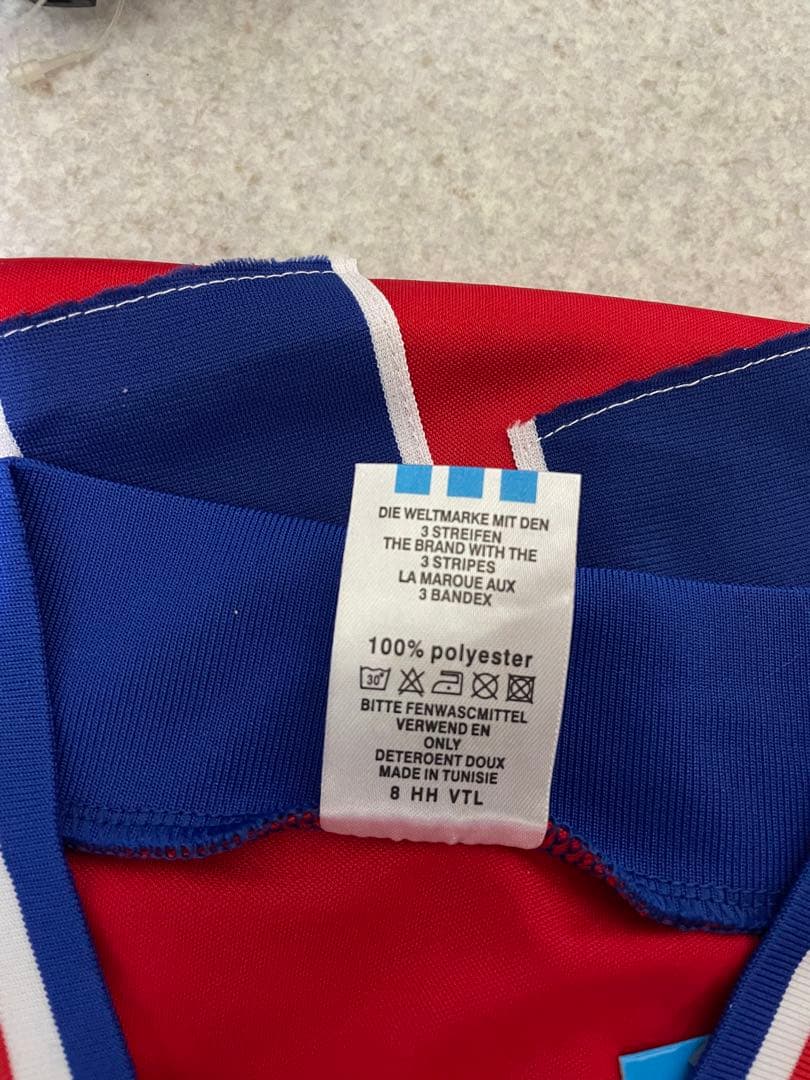 DIE WELTMARKE MIT DEN
3 STREIFEN
THE BRAND WITH THE
3 STRIPES
LA MAROUE AUX
3 BANDEX
100% polyester
30°
BITTE FENWASCMITTEL
VERWEND EN
ONLY
DETEROENT DOUX
MADE IN TUNISIE
8 HH VTL